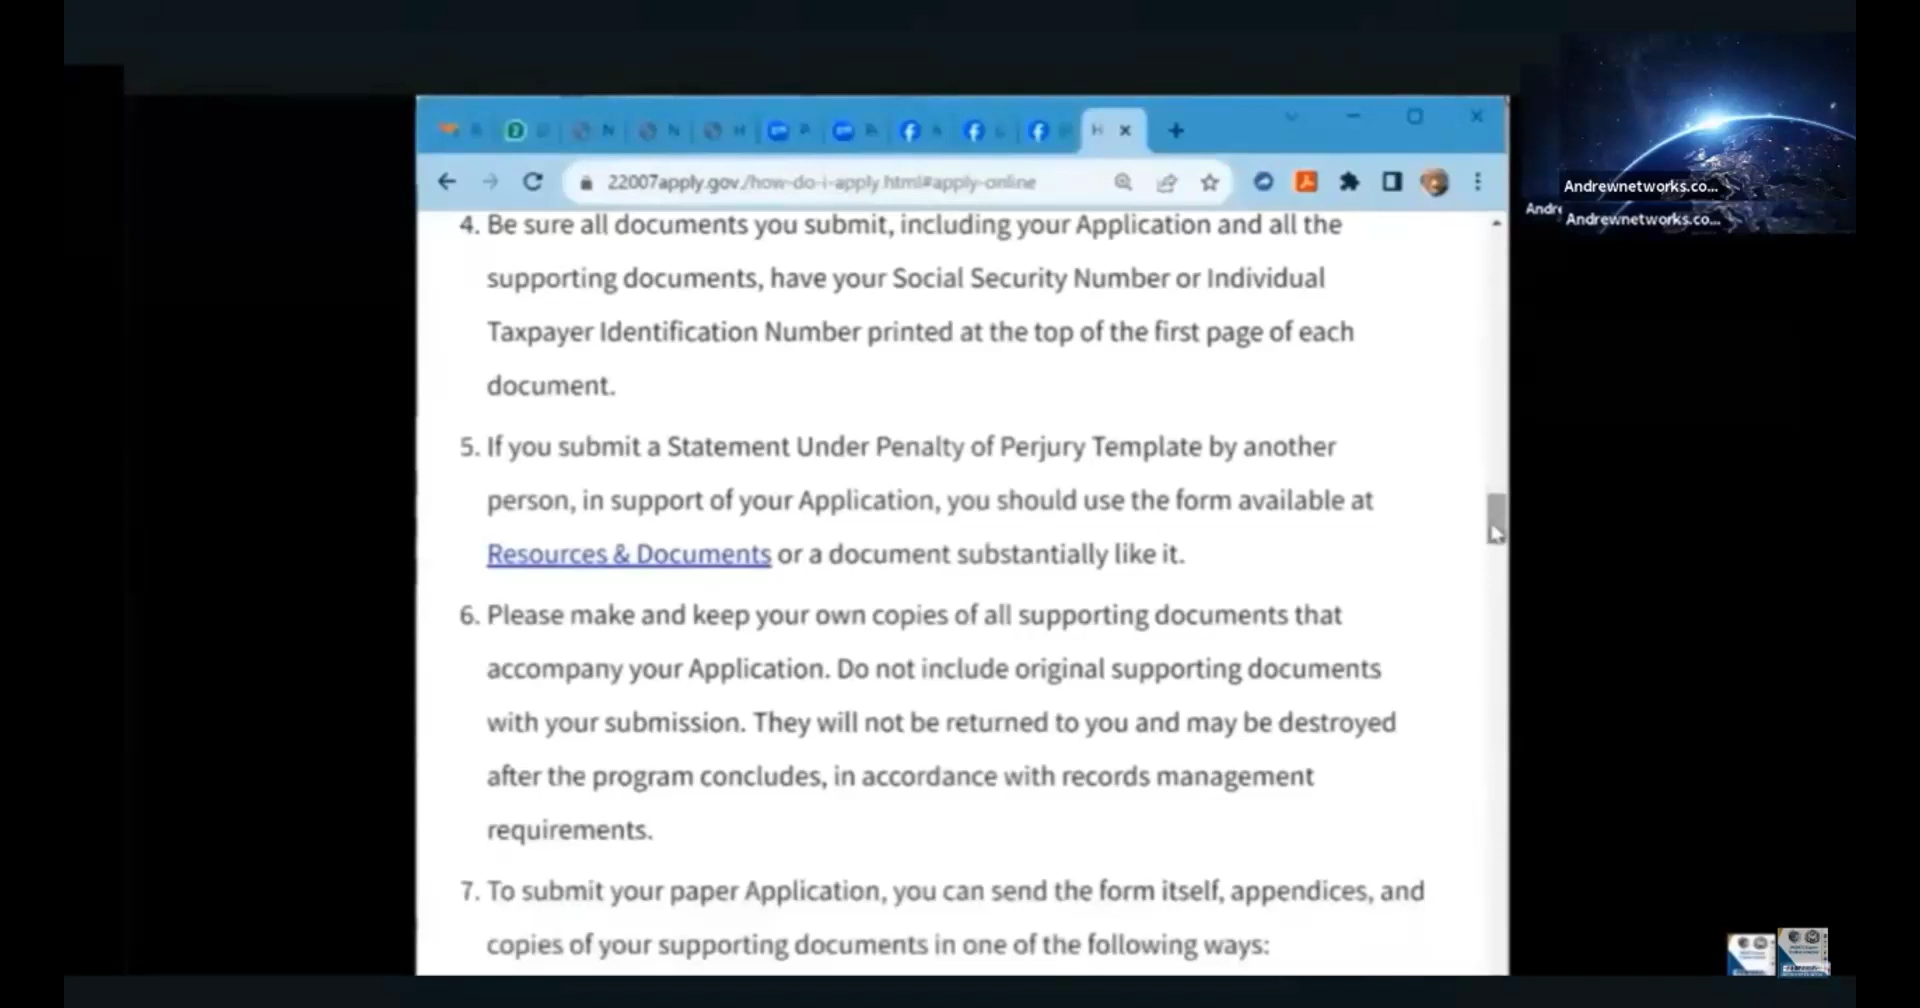 22007apply.gov./how-do-i-apply.html#apply-online
Andrewnetworks.co...
Andre
Andrewnetworks.co...
4. Be sure all documents you submit, including your Application and all the
supporting documents, have your Social Security Number or Individual
Taxpayer Identification Number printed at the top of the first page of each
document.
5. If you submit a Statement Under Penalty of Perjury Template by another
person, in support of your Application, you should use the form available at
Resources & Documents or a document substantially like it.
6. Please make and keep your own copies of all supporting documents that
accompany your Application. Do not include original supporting documents
with your submission. They will not be returned to you and may be destroyed
after the program concludes, in accordance with records management
requirements.
7. To submit your paper Application, you can send the form itself, appendices, and
copies of your supporting documents in one of the following ways: